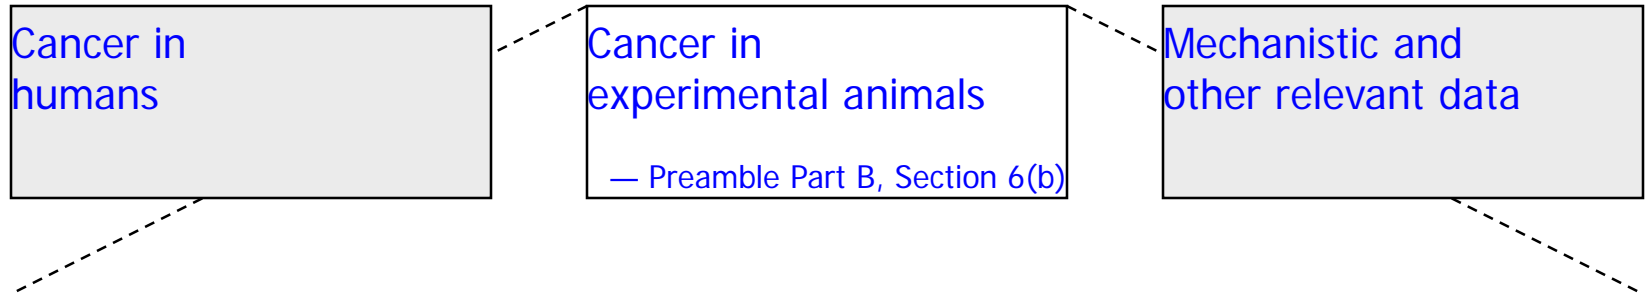 Cancer in
humans
Cancer in
experimental animals
— Preamble Part B, Section 6(b)
Mechanistic and
other relevant data